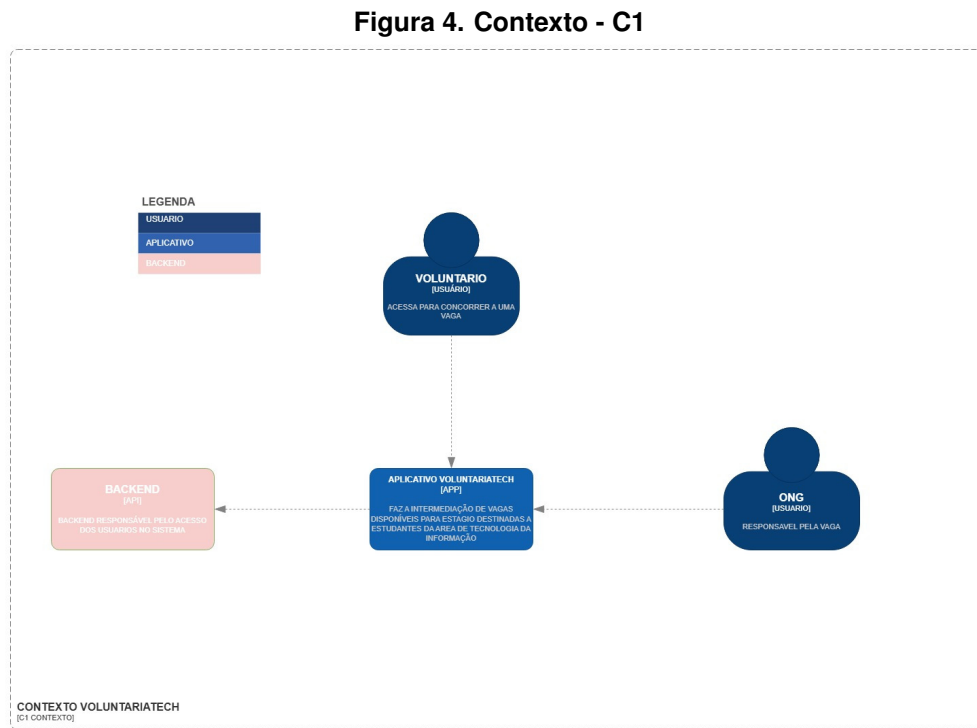 Figura 4. Contexto - C1
LEGENDA
USUARIO
APLICATIVO
BACKEND
VOLUNTARIO
[USUÁRIO]
ACESSA PARA CONCORRER A UMA
VAGA
BACKEND
[API]
BACKEND RESPONSÁVEL PELO ACESSO
DOS USUARIOS NO SISTEMA
APLICATIVO VOLUNTARIATECH
[APP]
FAZ A INTERMEDIAÇÃO DE VAGAS
DISPONÍVEIS PARA ESTAGIO DESTINADAS A
ESTUDANTES DA AREA DE TECNOLOGIA DA
INFORMAÇÃO
ONG
[USUARIO]
RESPONSAVEL PELA VAGA
CONTEXTO VOLUNTARIATECH
[C1 CONTEXTO]